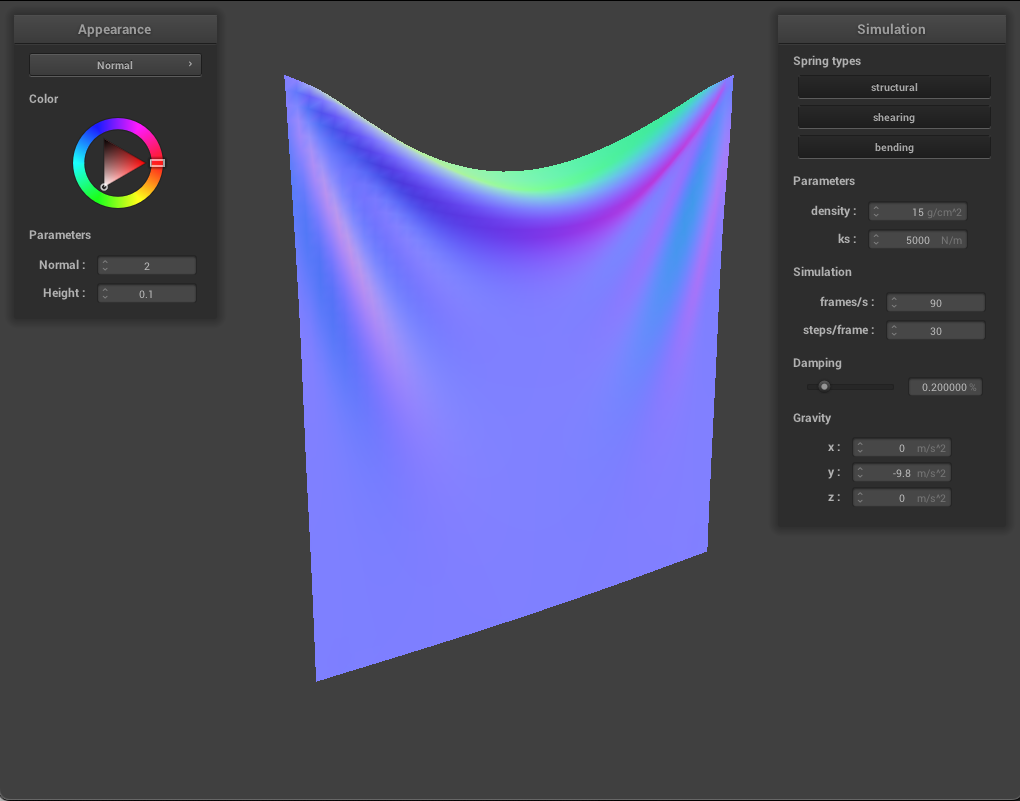 Appearance
Normal
Color
Parameters
Normal : 2
Height : 0.1
Simulation
Spring types
structural
shearing
bending
Parameters
density : 15 g/cm^2
ks : 5000 N/m
Simulation
frames/s : 90
steps/frame : 30
Damping
0.200000 %
Gravity
x : 0 m/s^2
y : -9.8 m/s^2
z : 0 m/s^2